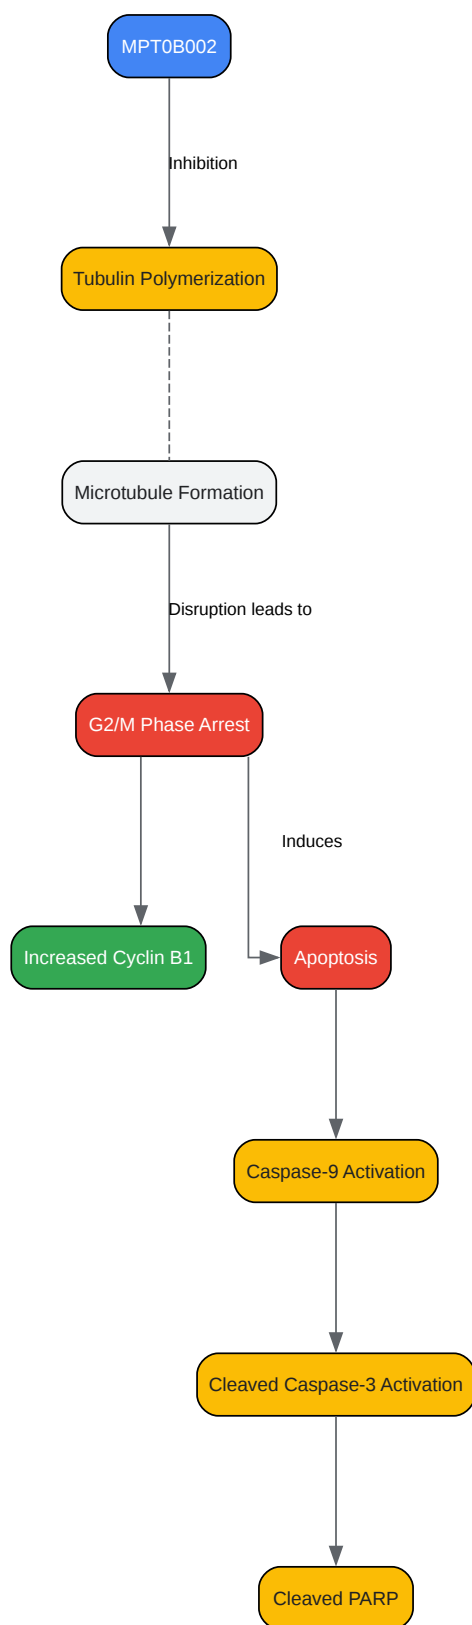 MPT0B002
Inhibition
Tubulin Polymerization
Microtubule Formation
Disruption leads to
G2/M Phase Arrest
Induces
Increased Cyclin B1
Apoptosis
Caspase-9 Activation
Cleaved Caspase-3 Activation
Cleaved PARP